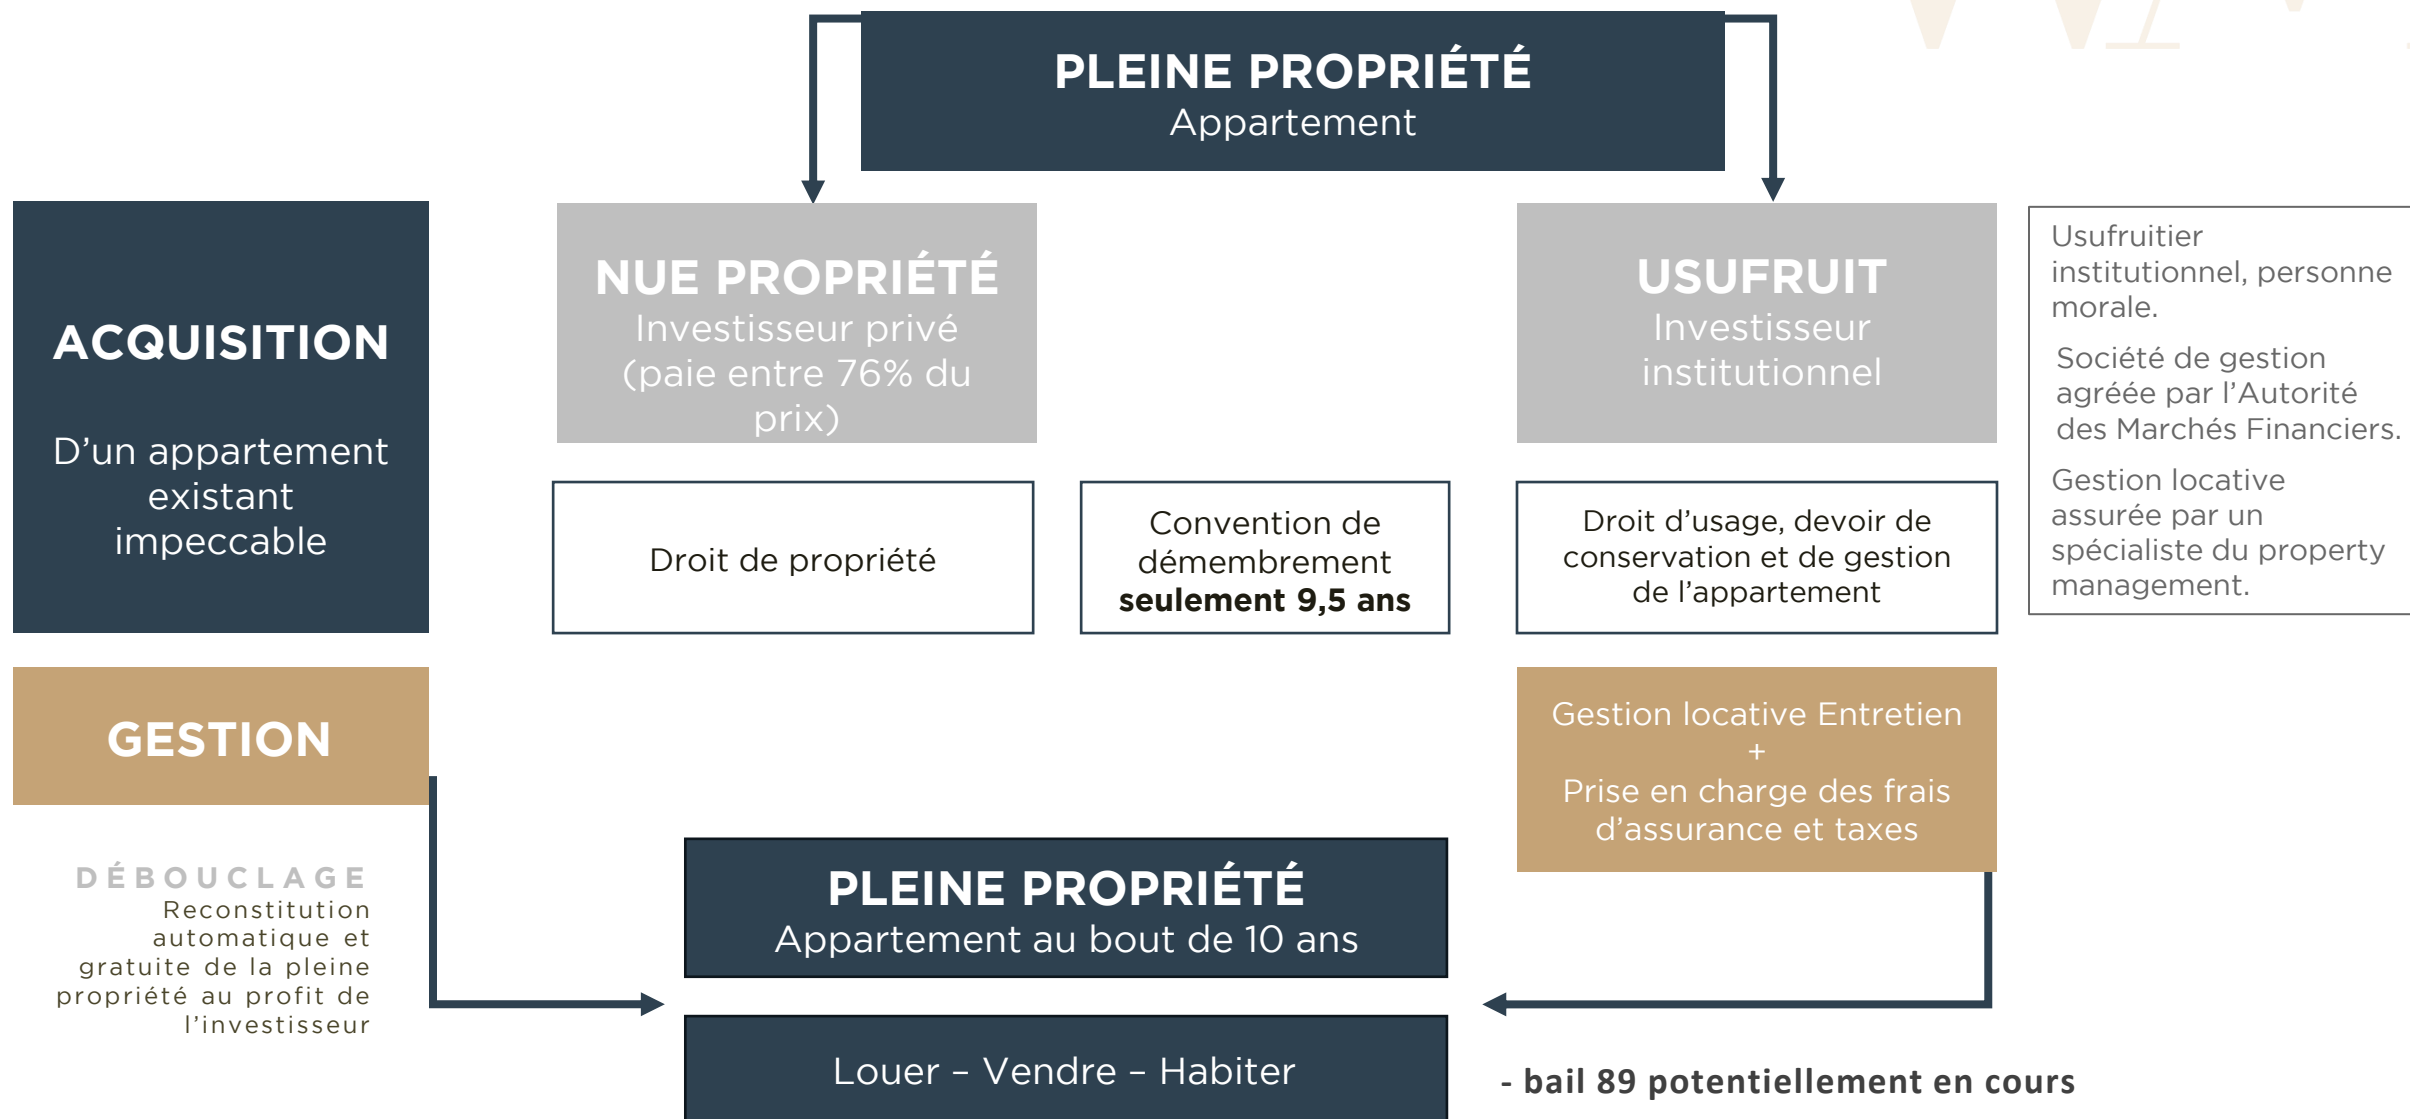 PLEINE PROPRIÉTÉ
Appartement
ACQUISITION
D’un appartement
existant
impeccable
NUE PROPRIÉTÉ
Investisseur privé
(paie entre 76% du
prix)
USUFRUIT
Investisseur
institutionnel
Usufruitier
institutionnel, personne
morale.
Société de gestion
agréée par l’Autorité
des Marchés Financiers.
Gestion locative
assurée par un
spécialiste du property
management.
Droit de propriété
Convention de
démembrement
seulement 9,5 ans
Droit d’usage, devoir de
conservation et de gestion
de l’appartement
GESTION
Gestion locative Entretien
+
Prise en charge des frais
d’assurance et taxes
DÉBOUCLAGE
Reconstitution
automatique et
gratuite de la pleine
propriété au profit de
l’investisseur
PLEINE PROPRIÉTÉ
Appartement au bout de 10 ans
Louer – Vendre – Habiter
- bail 89 potentiellement en cours